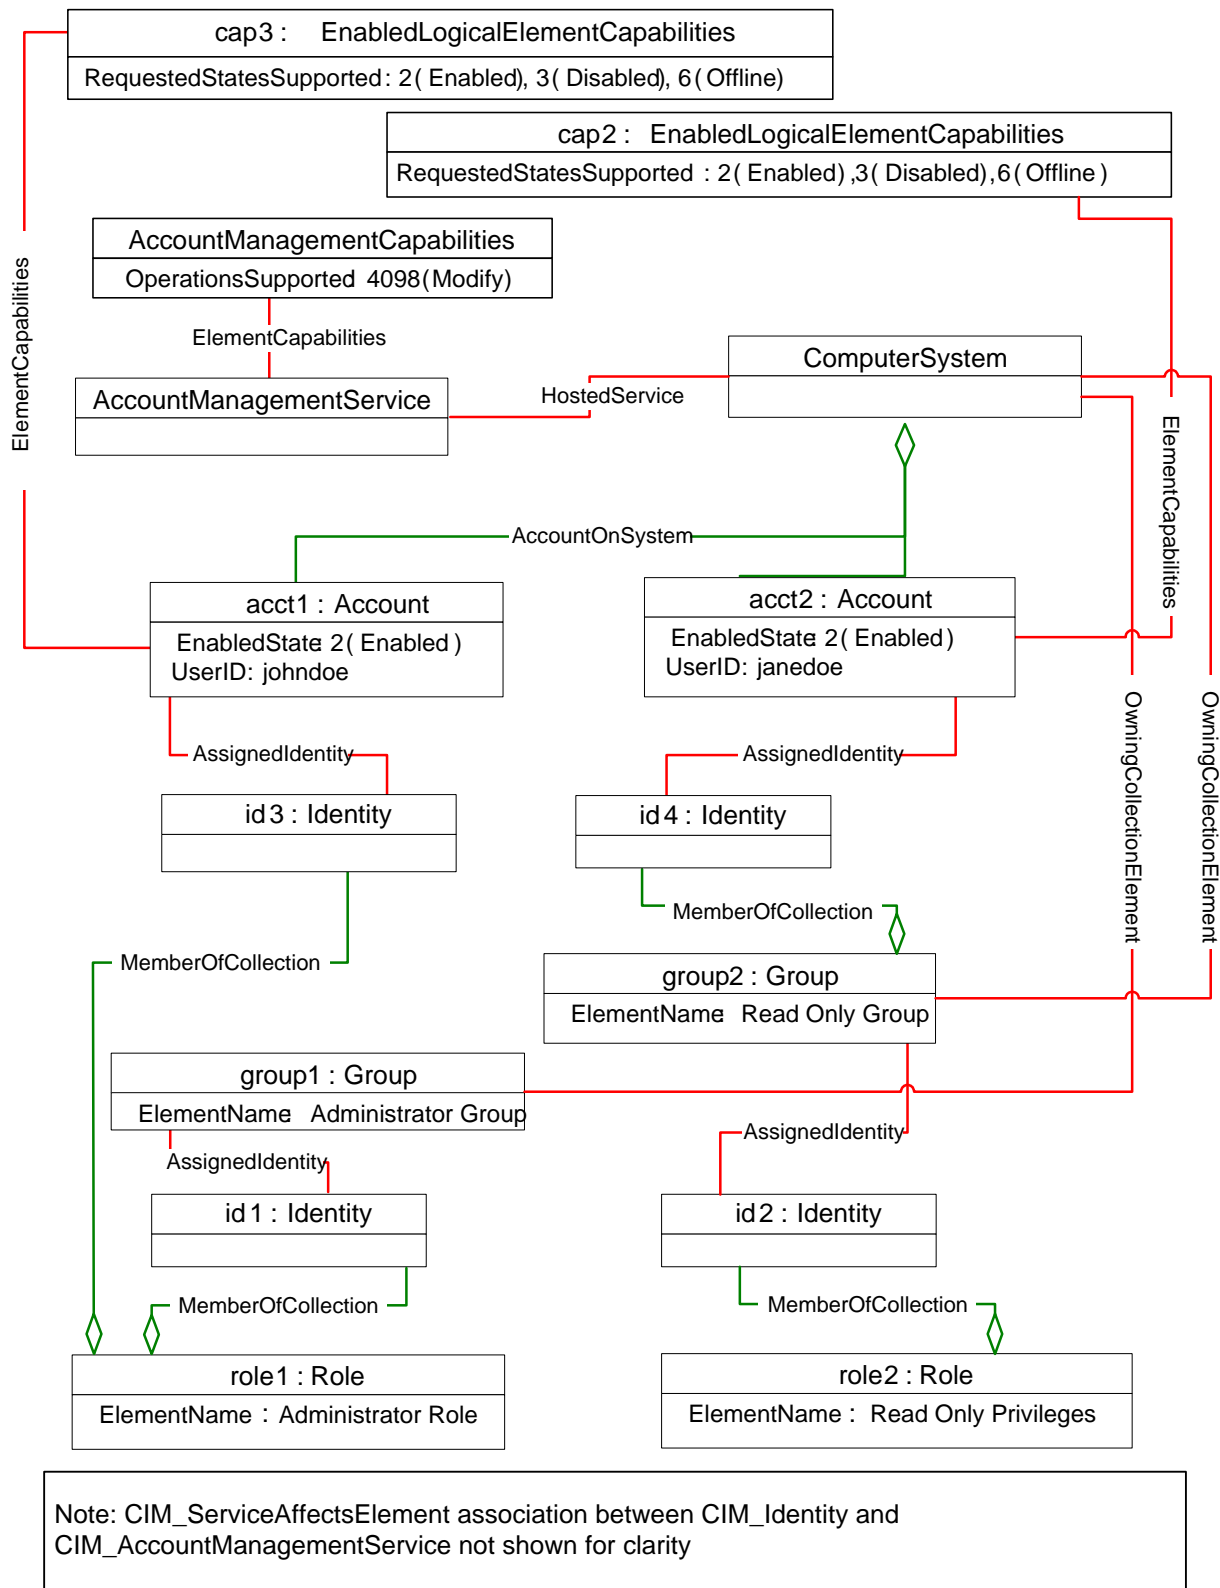 cap3 : EnabledLogicalElementCapabilities
RequestedStatesSupported : 2( Enabled), 3( Disabled), 6(Offline)
cap2 : EnabledLogicalElementCapabilities
RequestedStatesSupported : 2( Enabled) ,3( Disabled),6( Offline )
AccountManagementCapabilities
OperationsSupported: 4098(Modify)
ElementCapabilities
ElementCapabilities
ComputerSystem
HostedService
AccountManagementService
ElementCapabilities
AccountOnSystem
acct1 : Account
EnabledState: 2( Enabled )
UserID: johndoe
acct2 : Account
EnabledState: 2( Enabled )
UserID: janedoe
OwningCollectionElement
OwningCollectionElement
AssignedIdentity
AssignedIdentity
id3 : Identity
id4 : Identity
MemberOfCollection
MemberOfCollection
group2 : Group
ElementName: Read Only Group
group1 : Group
ElementName: Administrator Group
AssignedIdentity
AssignedIdentity
id1 : Identity
id2 : Identity
MemberOfCollection
MemberOfCollection
role1 : Role
ElementName : Administrator Role
role2 : Role
ElementName : Read Only Privileges
Note: CIM_ServiceAffectsElement association between CIM_Identity and
CIM_AccountManagementService not shown for clarity